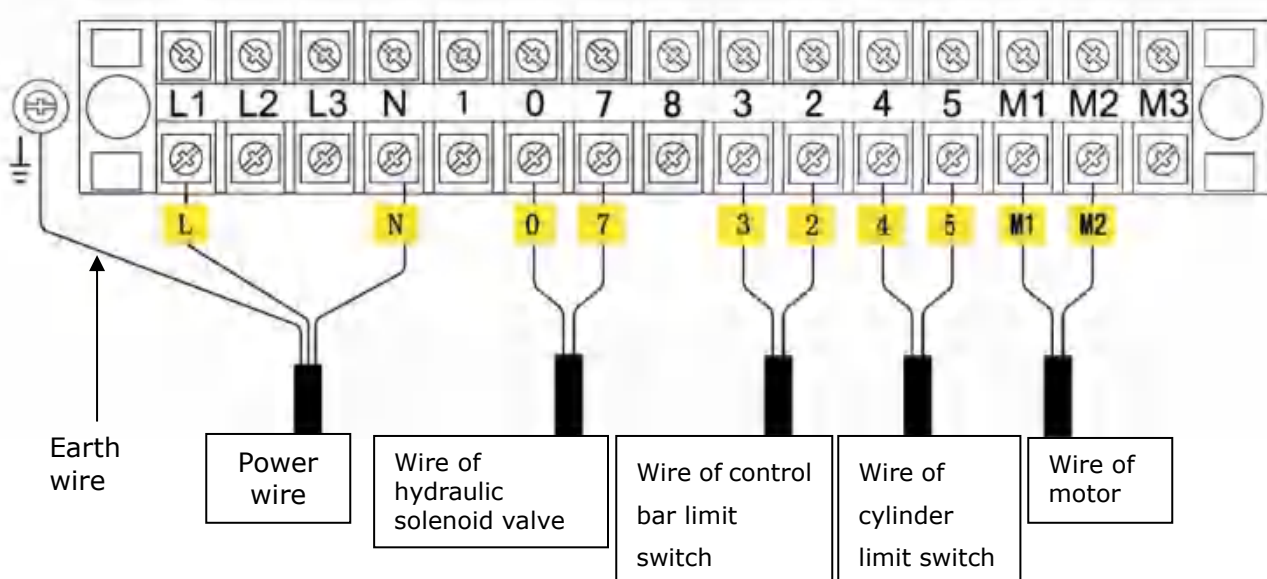 L1 L2 L3 N 1 0 7 8 3 2 4 5 M1 M2 M3
L N 0 7 3 2 4 5 M1 M2
Earth
wire
Power
wire
Wire of
hydraulic
solenoid valve
Wire of control
bar limit
switch
Wire of
cylinder
limit switch
Wire of
motor